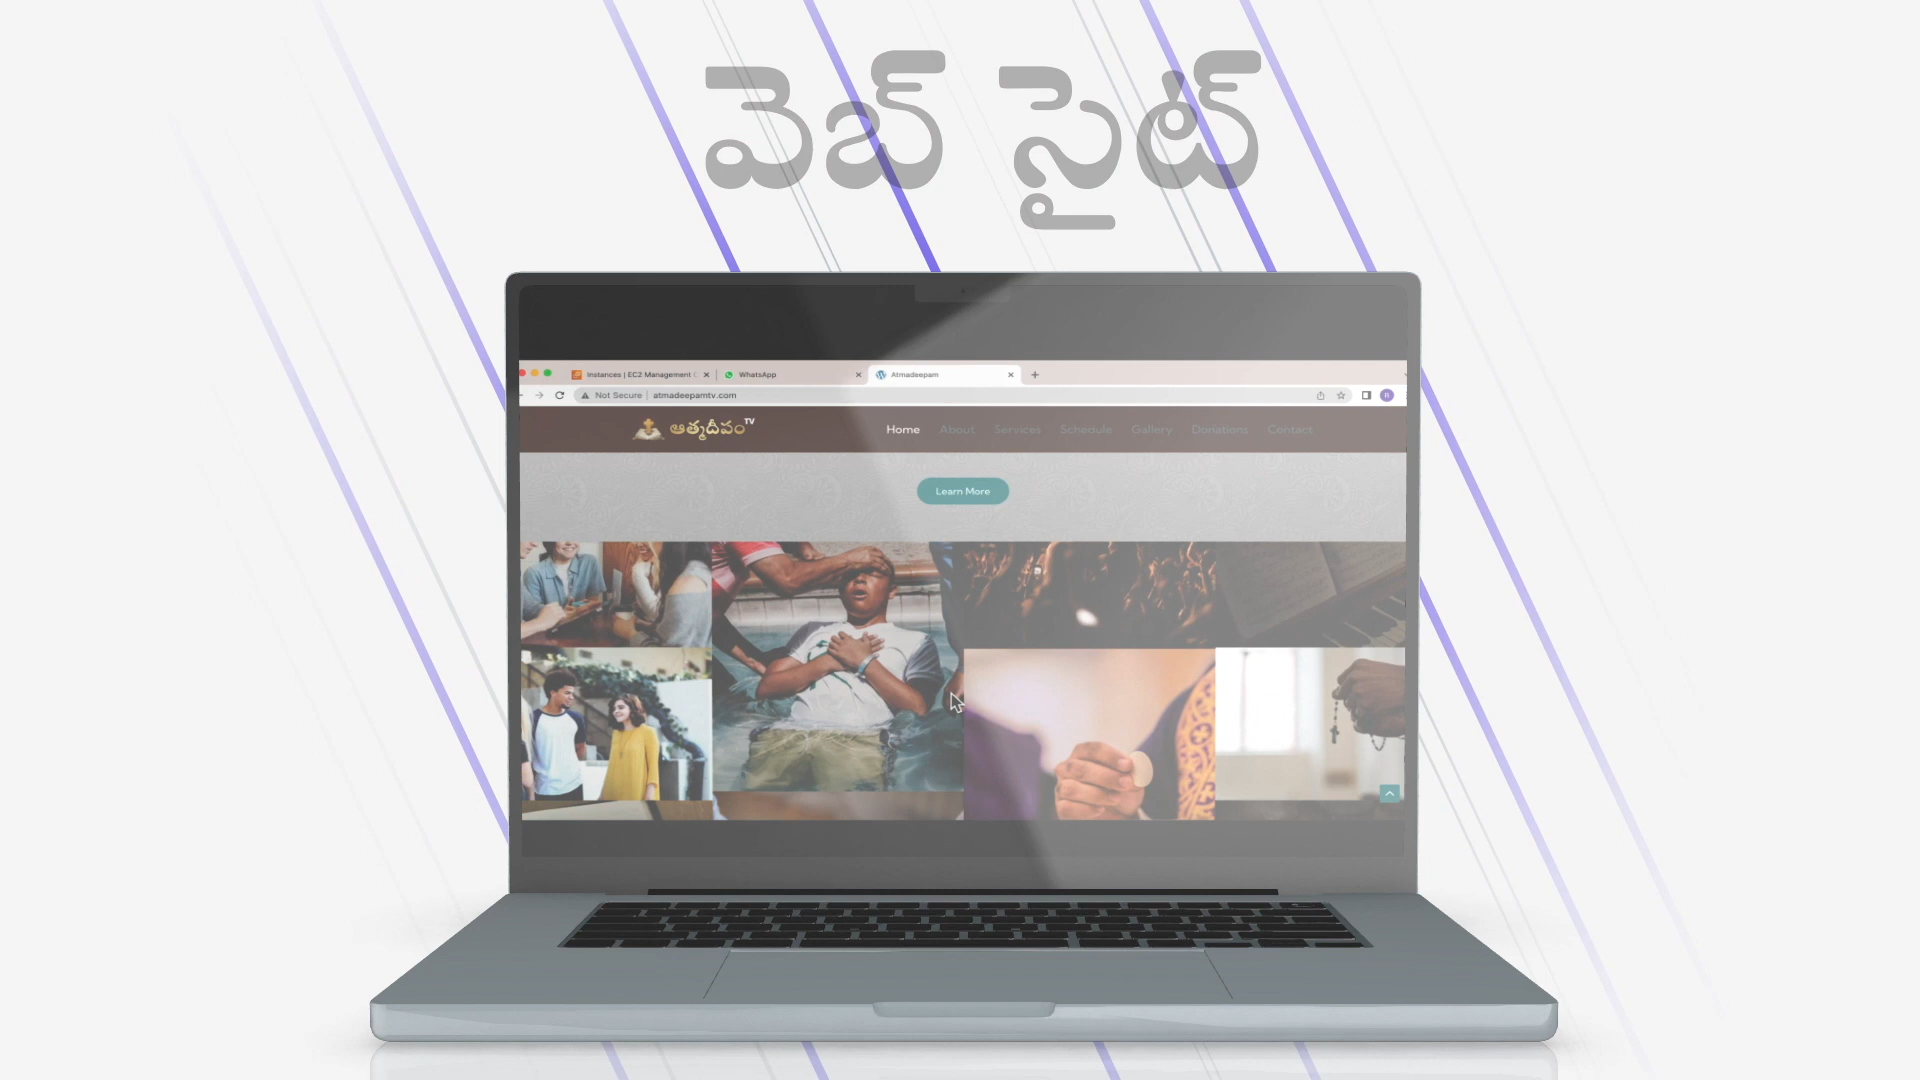 వెబ్ సైట్
Instances | EC2 Management C
WhatsApp
Atmadeepam
Not Secure | atmadeepamtv.com
ఆత్మదీపం TV
Home About Services Schedule Gallery Donations Contact
Learn More